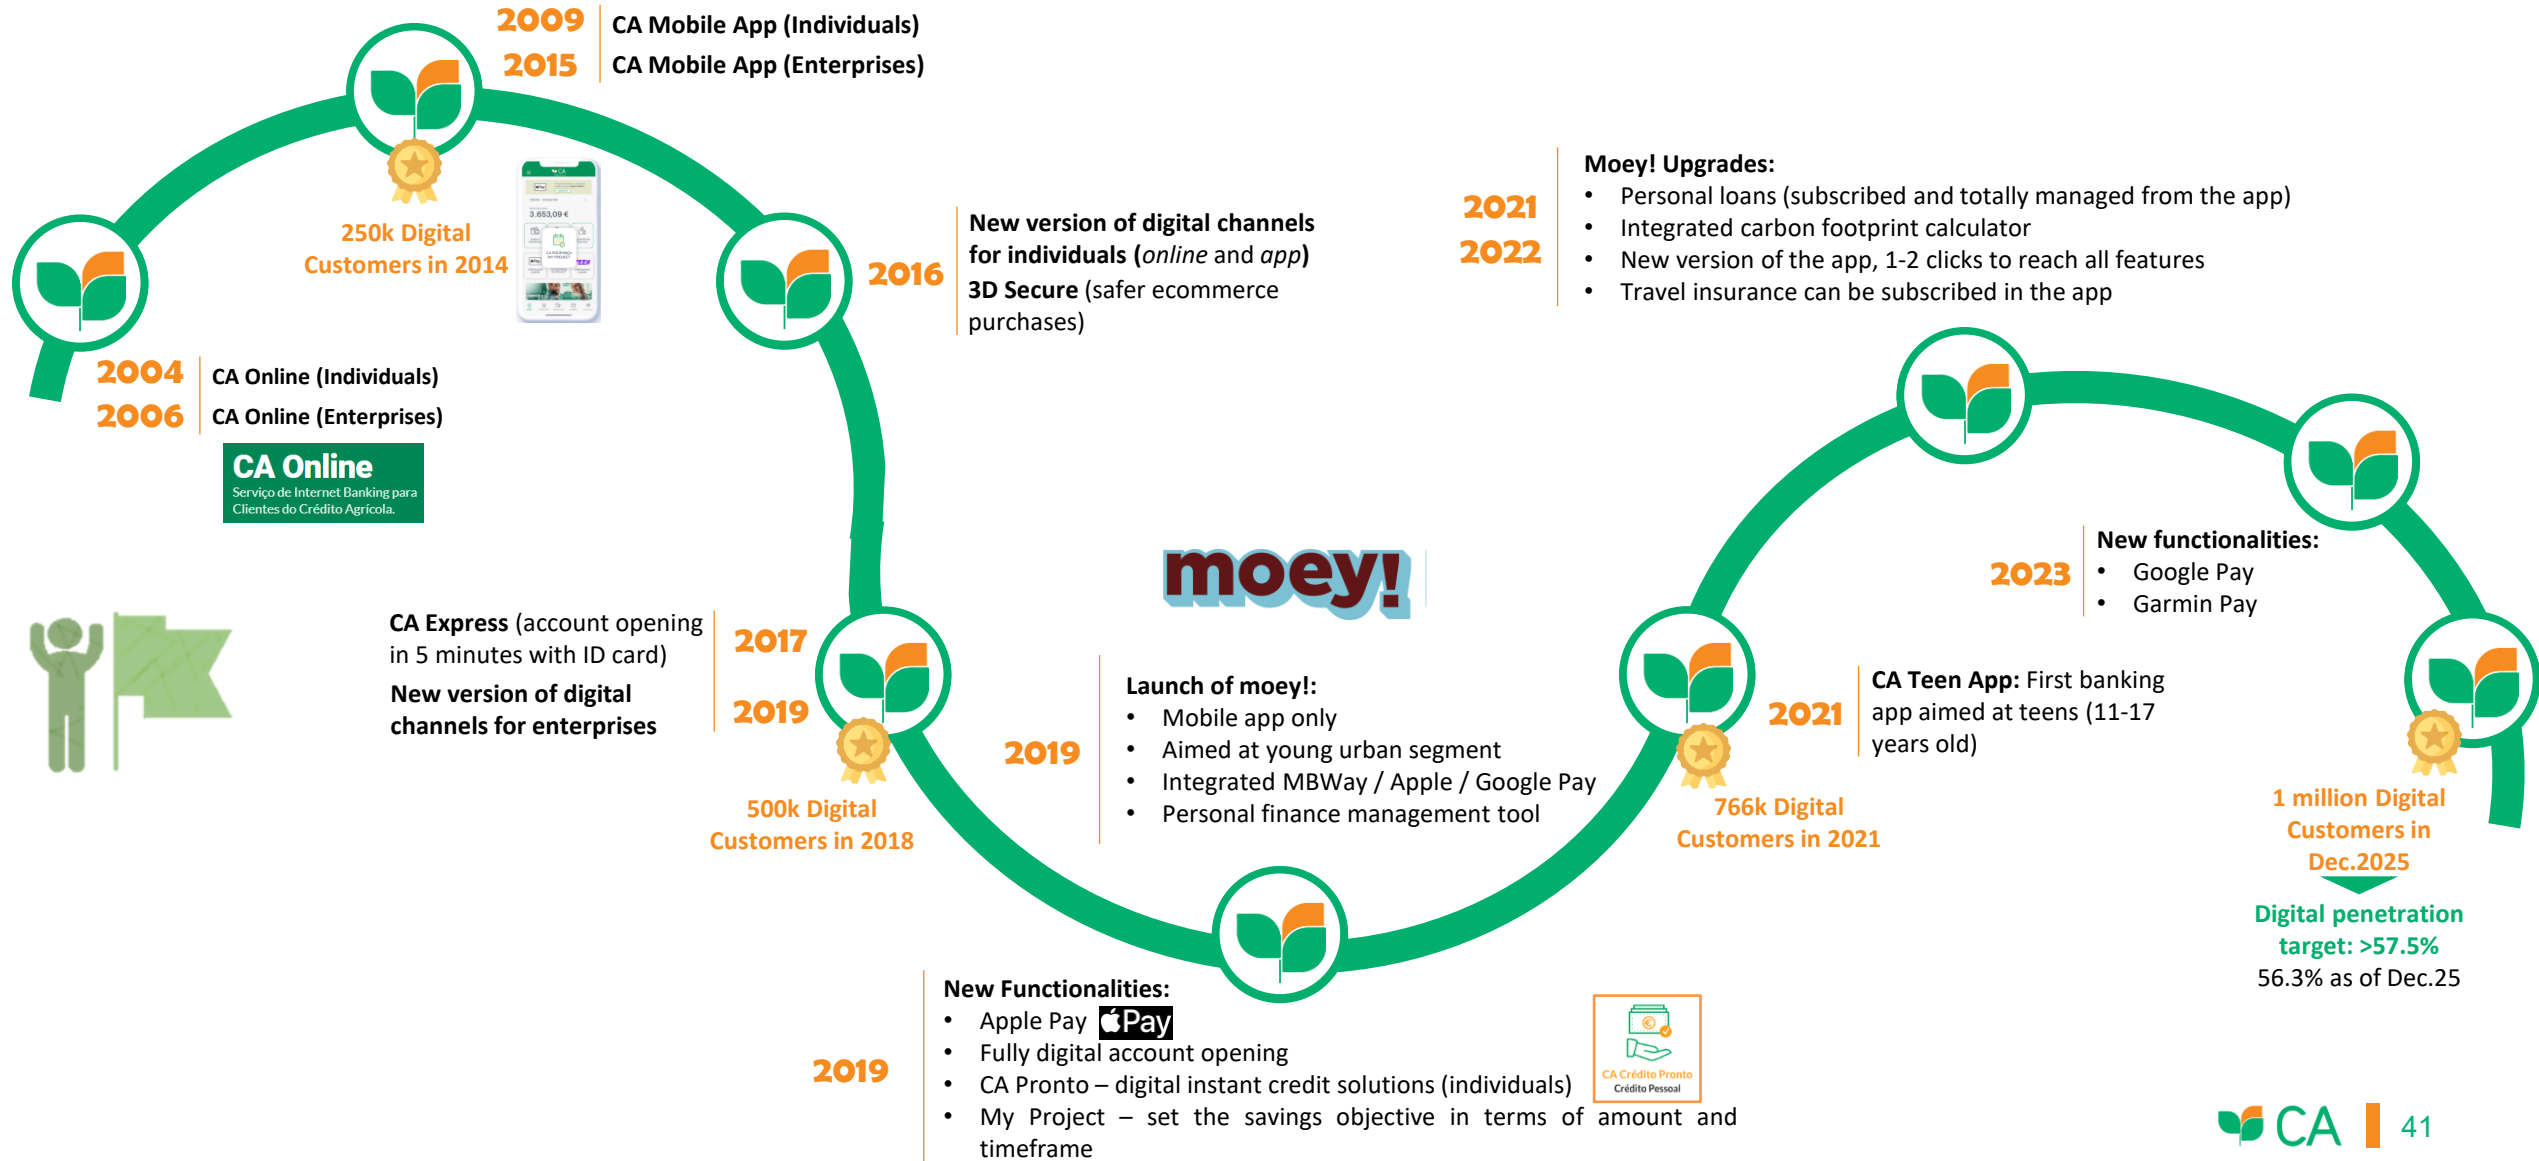 2009 CA Mobile App (Individuals)
2015 CA Mobile App (Enterprises)
250k Digital
Customers in 2014
CA
3.653,09 €
2004 CA Online (Individuals)
2006 CA Online (Enterprises)
CA Online
Serviço de Internet Banking para
Clientes do Crédito Agrícola.
2016
New version of digital channels
for individuals (online and app)
3D Secure (safer ecommerce
purchases)
2021
2022
Moey! Upgrades:
• Personal loans (subscribed and totally managed from the app)
• Integrated carbon footprint calculator
• New version of the app, 1-2 clicks to reach all features
• Travel insurance can be subscribed in the app
CA Express (account opening
in 5 minutes with ID card)
2017
New version of digital
channels for enterprises
2019
500k Digital
Customers in 2018
moey!
2019
Launch of moey!:
• Mobile app only
• Aimed at young urban segment
• Integrated MBWay / Apple / Google Pay
• Personal finance management tool
2019
New Functionalities:
• Apple Pay Pay
• Fully digital account opening
• CA Pronto – digital instant credit solutions (individuals)
• My Project – set the savings objective in terms of amount and
timeframe
CA Crédito Pronto
Crédito Pessoal
2021
CA Teen App: First banking
app aimed at teens (11-17
years old)
766k Digital
Customers in 2021
2023
New functionalities:
• Google Pay
• Garmin Pay
1 million Digital
Customers in
Dec.2025
Digital penetration
target: >57.5%
56.3% as of Dec.25
CA 41